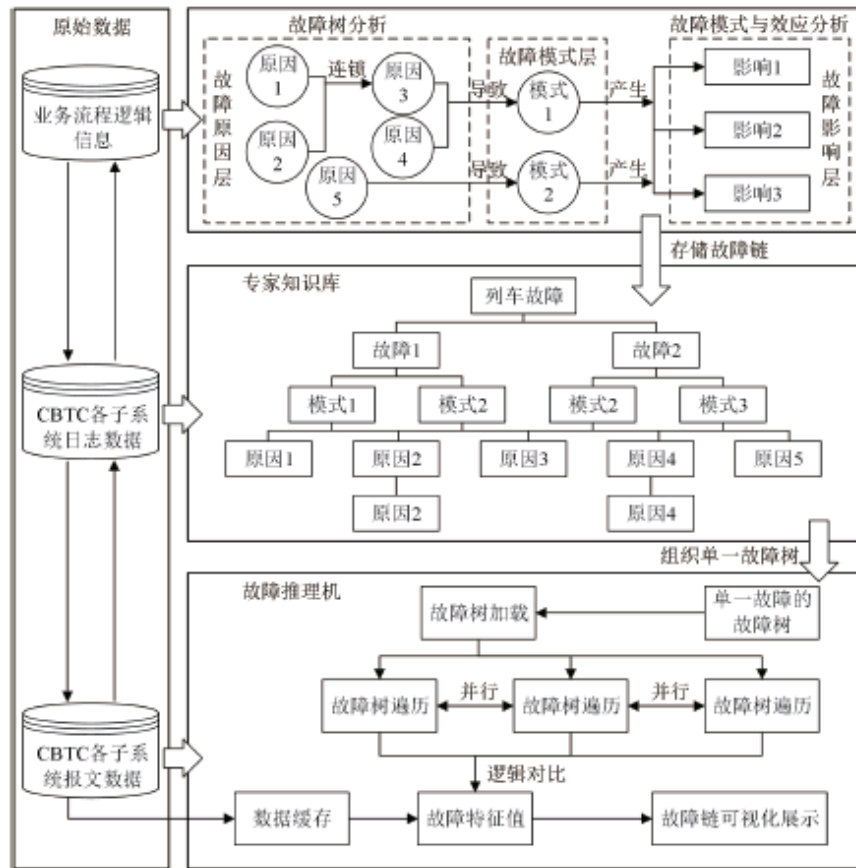 原始数据
业务流程逻辑
信息
CBTC各子系
统日志数据
CBTC各子系
统报文数据
故障树分析
故障模式与效应分析
故障原因层
原因
1
原因
2
连锁
原因
3
原因
4
原因
5
导致
导致
故障模式层
模式
1
模式
2
产生
产生
影响1
影响2
影响3
故障影响层
存储故障链
专家知识库
列车故障
故障1
故障2
模式1
模式2
模式2
模式3
原因1
原因2
原因3
原因4
原因5
原因2
原因4
组织单一故障树
故障推理机
故障树加载
单一故障的
故障树
故障树遍历
并行
故障树遍历
并行
故障树遍历
逻辑对比
数据缓存
故障特征值
故障链可视化展示